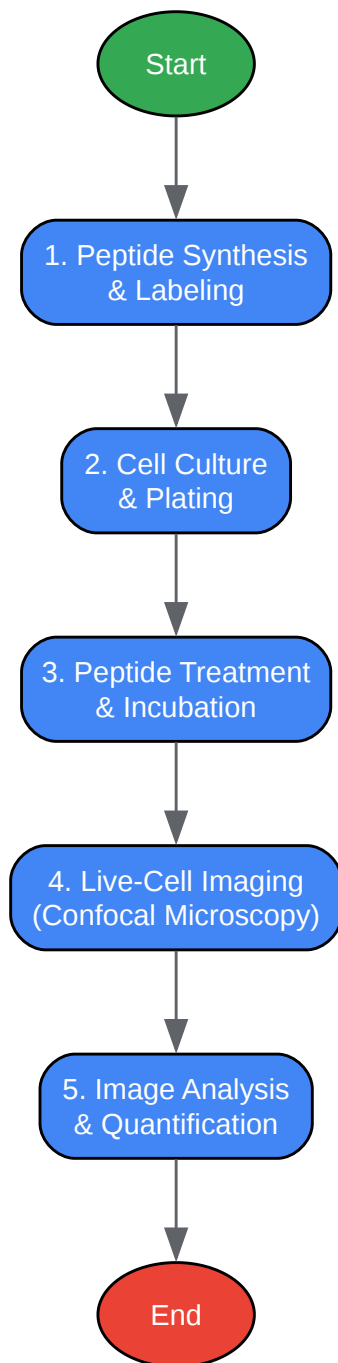 Start
1. Peptide Synthesis
& Labeling
2. Cell Culture
& Plating
3. Peptide Treatment
& Incubation
4. Live-Cell Imaging
(Confocal Microscopy)
5. Image Analysis
& Quantification
End